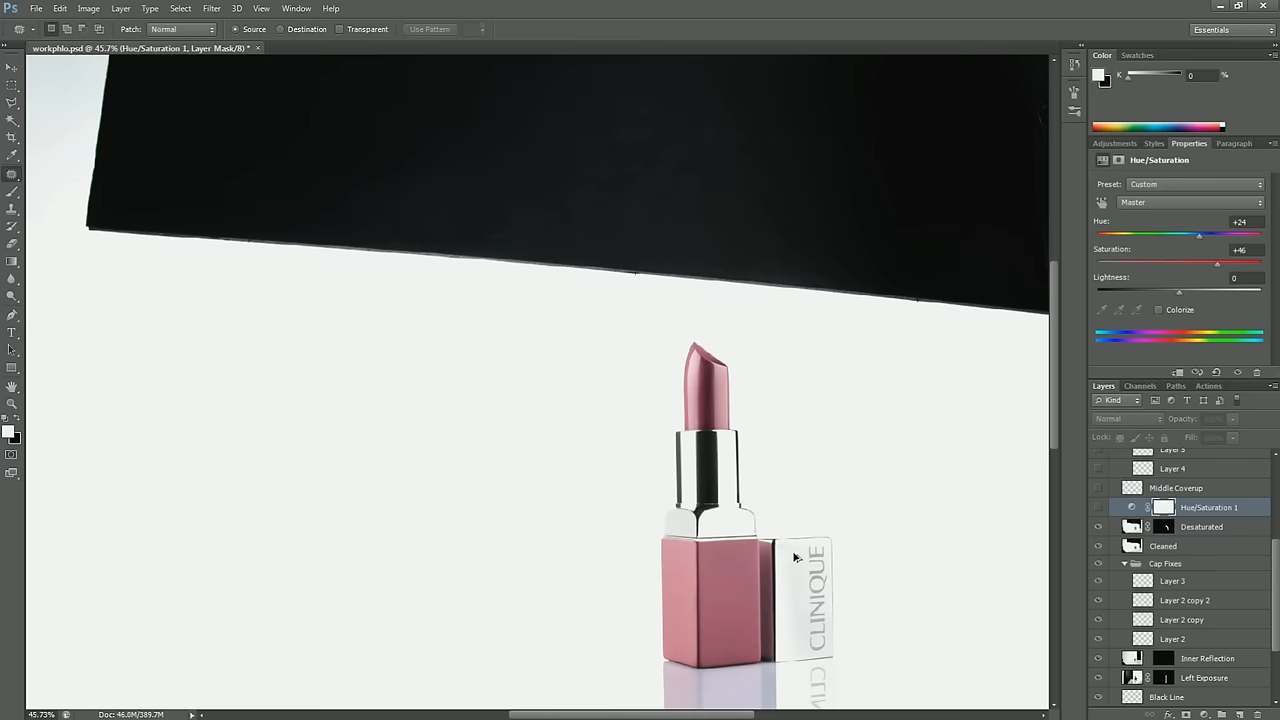 Ps File Edit Image Layer Type Select Filter 3D View Window Help
Patch: Normal Source Destination Transparent Use Pattern Essentials
workphlo.psd @ 45.7% (Hue/Saturation 1, Layer Mask/8) *
Color Swatches
K 0 %
Adjustments Styles Properties Paragraph
Hue/Saturation
Preset: Custom
Master
Hue: +24
Saturation: +46
Lightness: 0
Colorize
Layers Channels Paths Actions
Kind
Normal Opacity:
Lock: Fill:
Layer 4
Middle Coverup
Hue/Saturation 1
Desaturated
Cleaned
Cap Fixes
Layer 3
Layer 2 copy 2
Layer 2 copy
Layer 2
Inner Reflection
Left Exposure
Black Line
CLINIQUE
45.73% Doc: 46.0M/389.7M